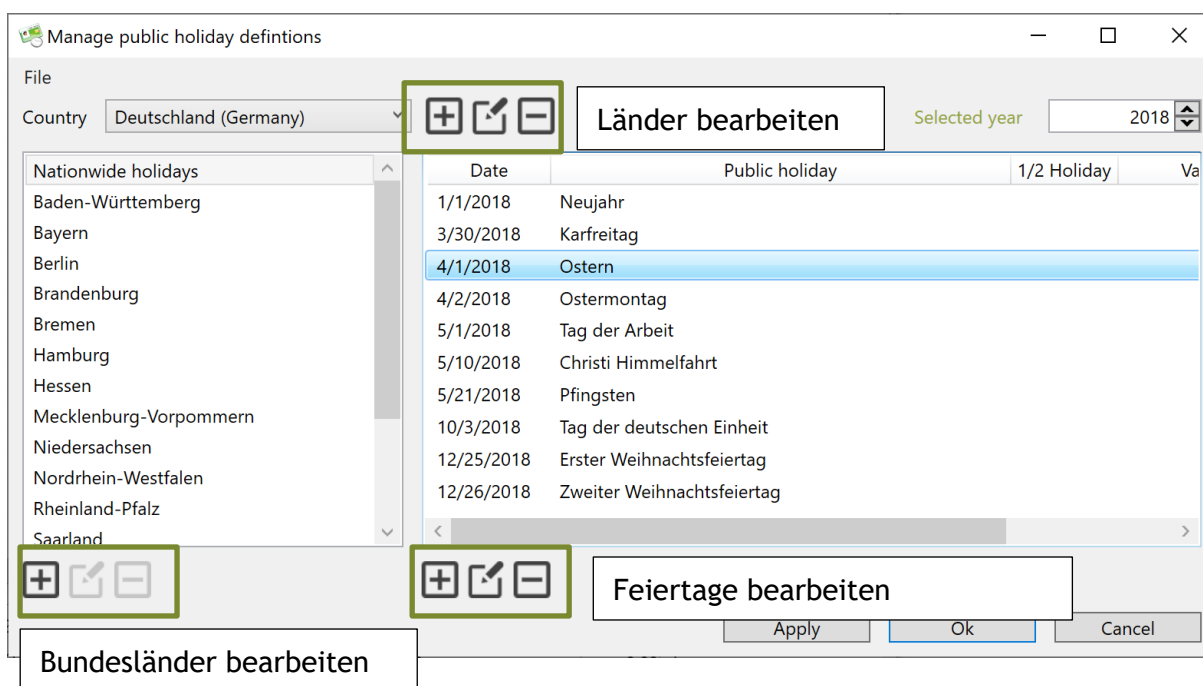 Manage public holiday defintions
File
Country Deutschland (Germany) Länder bearbeiten Selected year 2018
Nationwide holidays
Baden-Württemberg
Bayern
Berlin
Brandenburg
Bremen
Hamburg
Hessen
Mecklenburg-Vorpommern
Niedersachsen
Nordrhein-Westfalen
Rheinland-Pfalz
Saarland
Date Public holiday 1/2 Holiday Va
1/1/2018 Neujahr
3/30/2018 Karfreitag
4/1/2018 Ostern
4/2/2018 Ostermontag
5/1/2018 Tag der Arbeit
5/10/2018 Christi Himmelfahrt
5/21/2018 Pfingsten
10/3/2018 Tag der deutschen Einheit
12/25/2018 Erster Weihnachtsfeiertag
12/26/2018 Zweiter Weihnachtsfeiertag
Feiertage bearbeiten
Apply Ok Cancel
Bundesländer bearbeiten